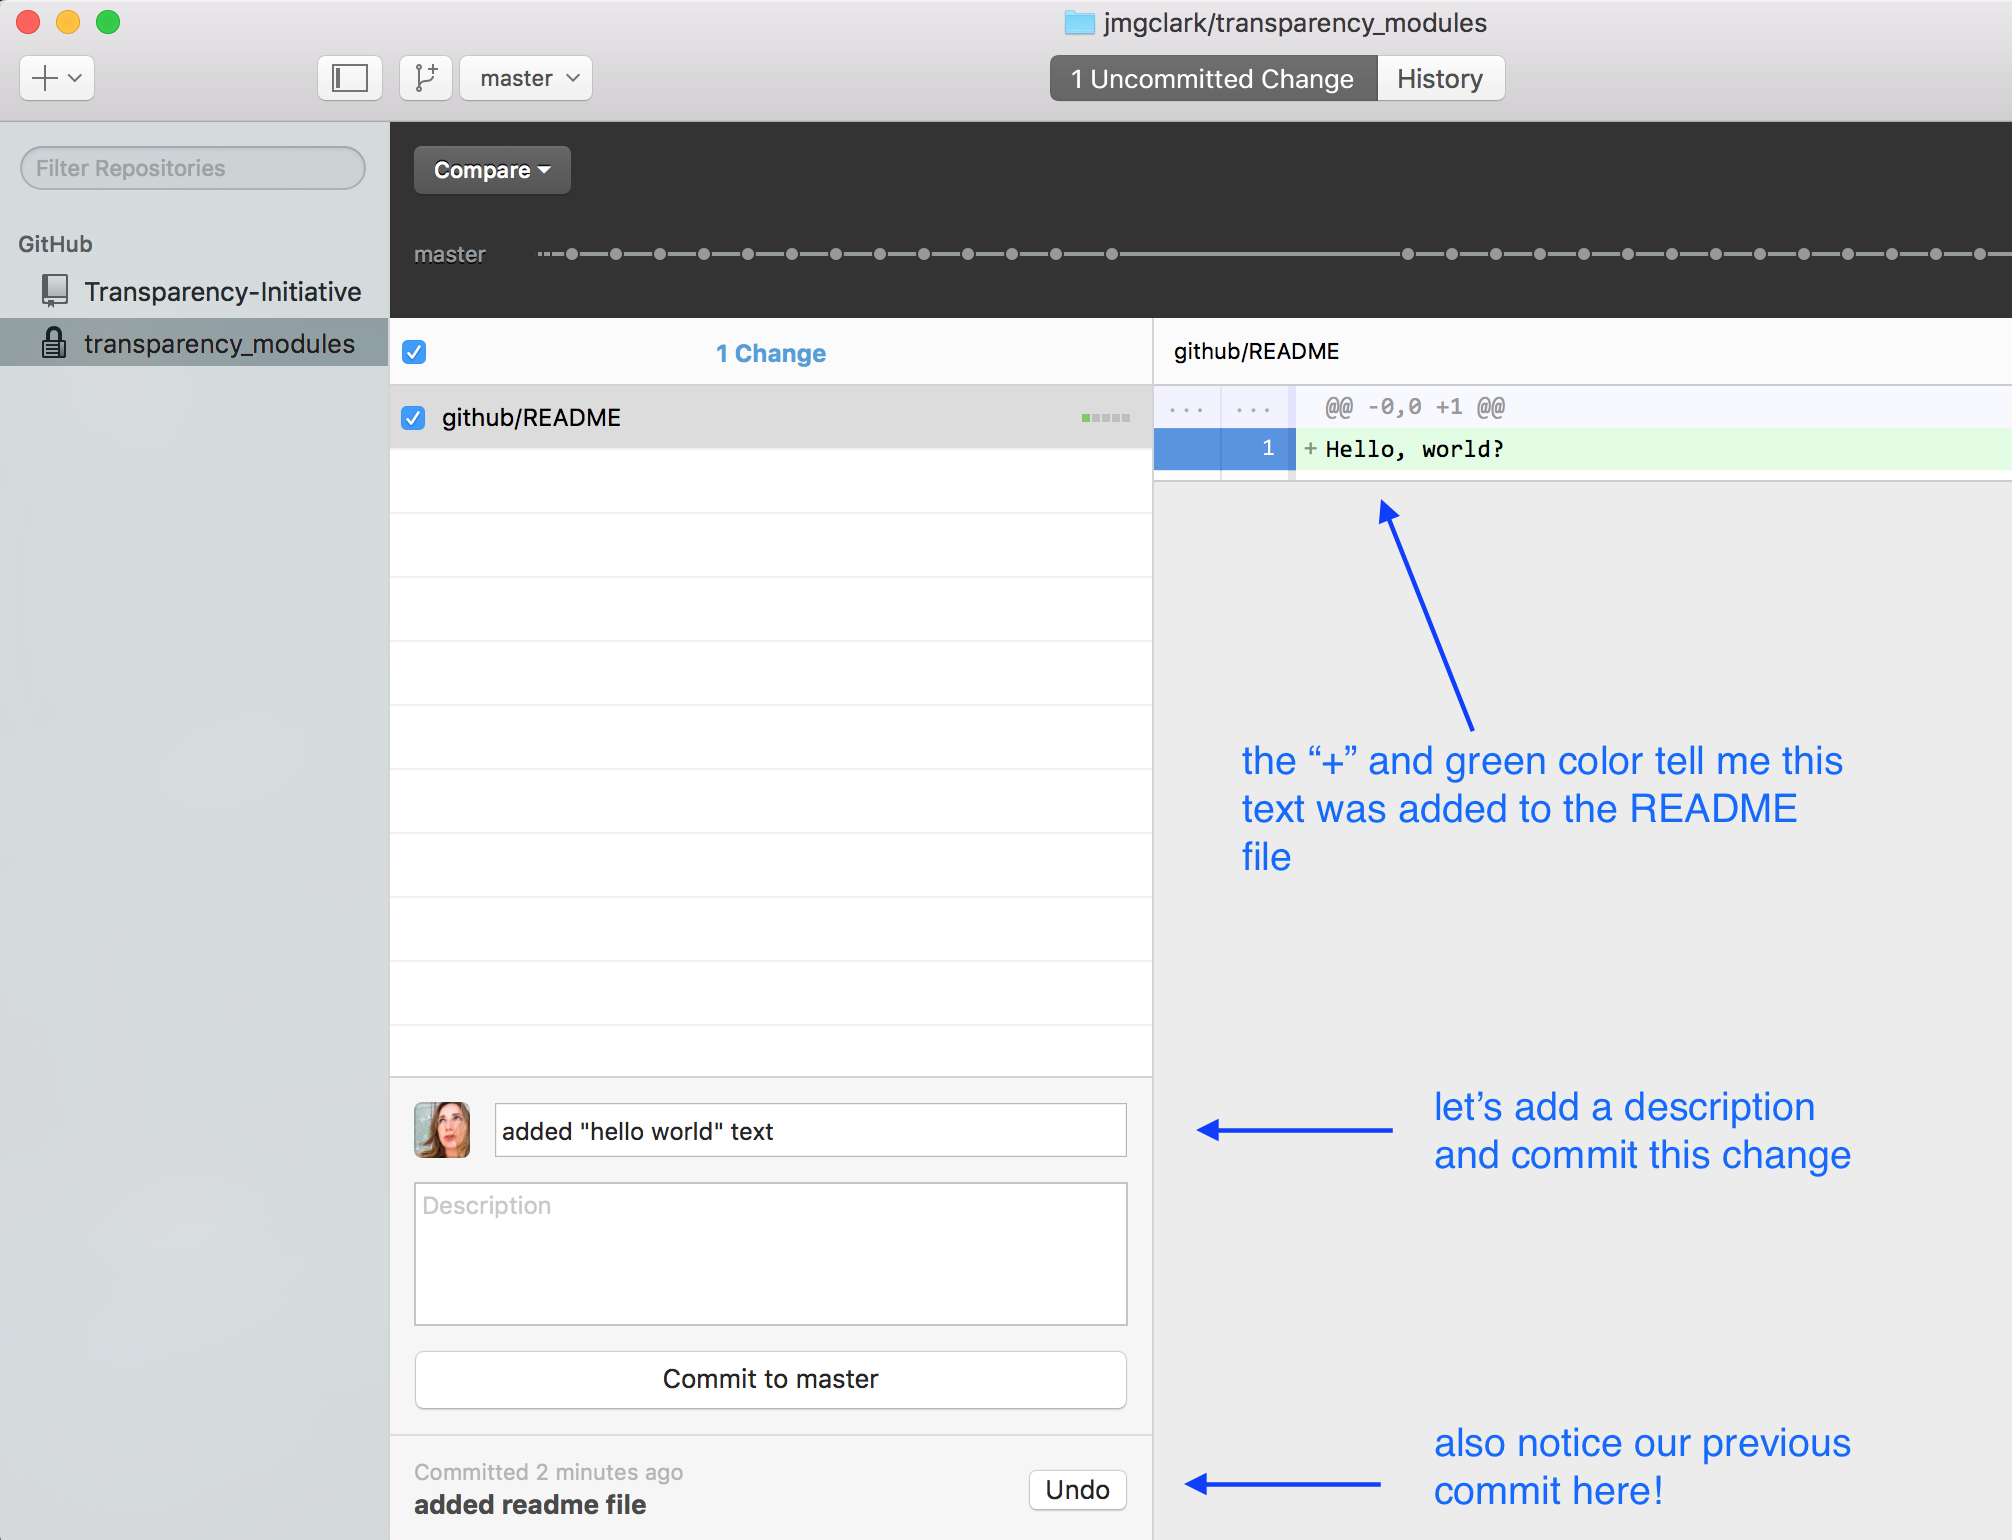 jmgclark/transparency_modules
master
1 Uncommitted Change
History
Filter Repositories
Compare
GitHub
master
Transparency-Initiative
transparency_modules
1 Change
github/README
github/README
... ... @@ -0,0 +1 @@
1 + Hello, world?
the “+” and green color tell me this
text was added to the README
file
added "hello world" text
let’s add a description
and commit this change
Description
Commit to master
Committed 2 minutes ago
added readme file
Undo
also notice our previous
commit here!